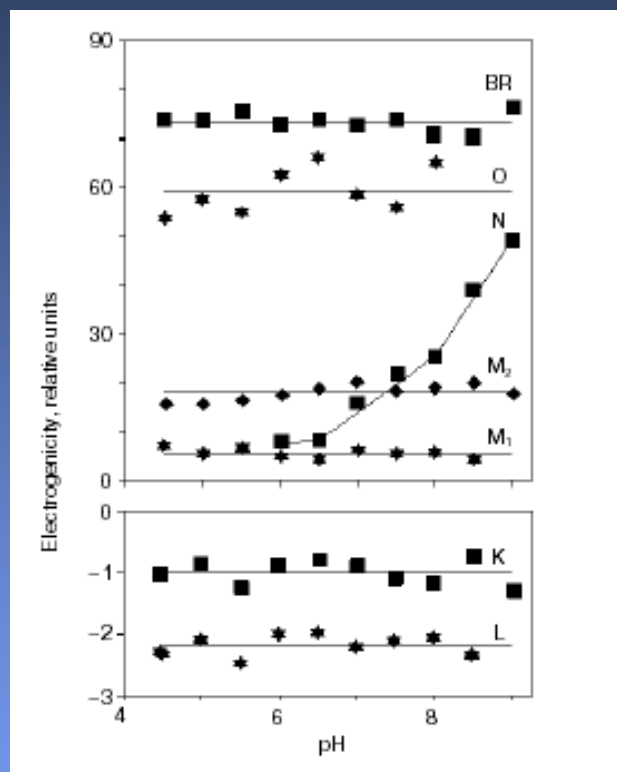 90
BR
O
60
N
30
M₂
M₁
0
Electrogenicity, relative units
0
K
−1
L
−2
−3
4
6
8
pH